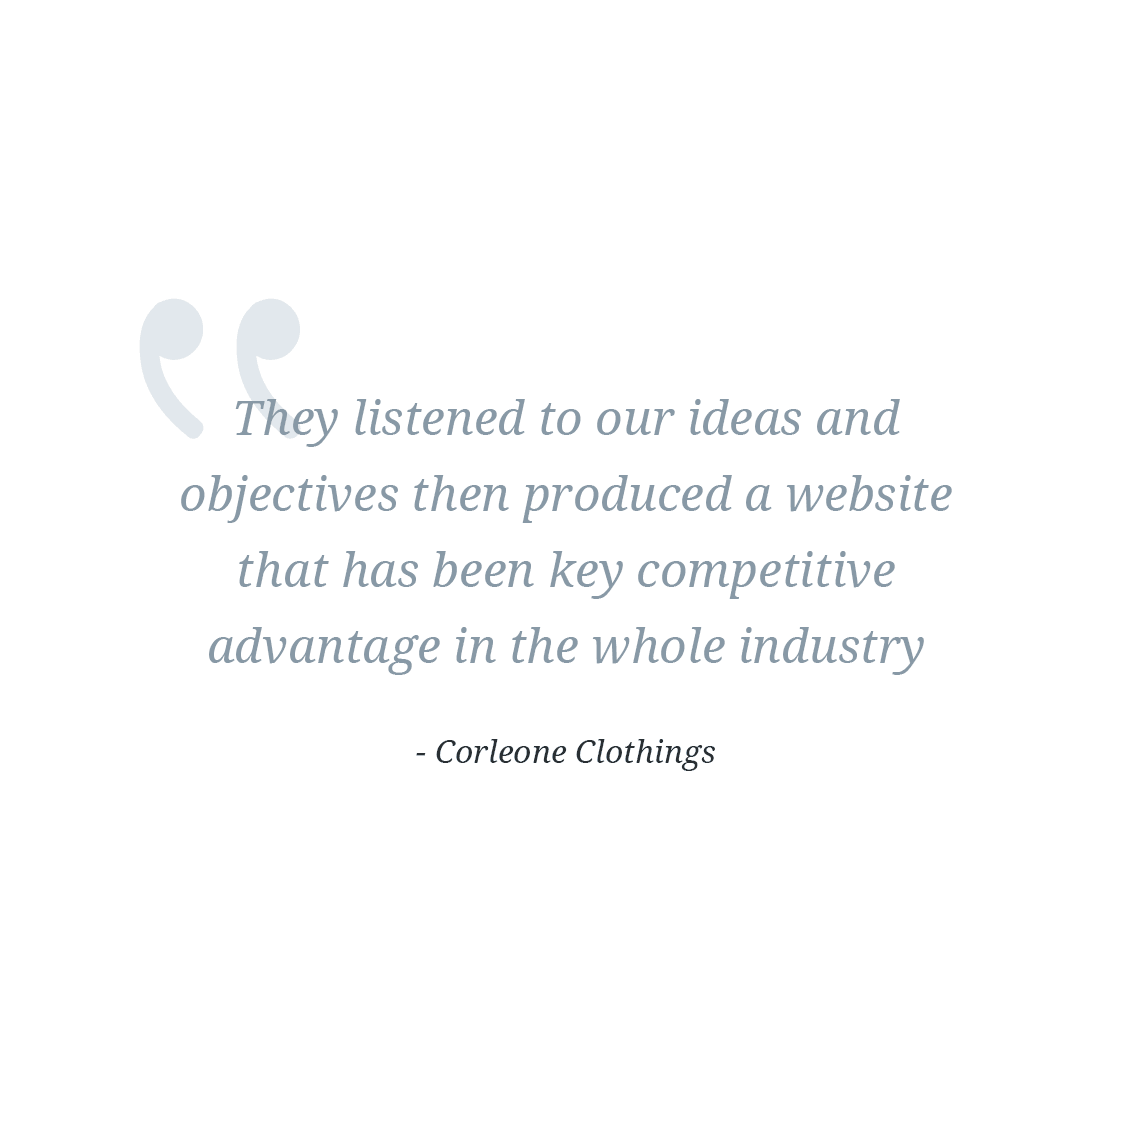 They listened to our ideas and
objectives then produced a website
that has been key competitive
advantage in the whole industry
- Corleone Clothings